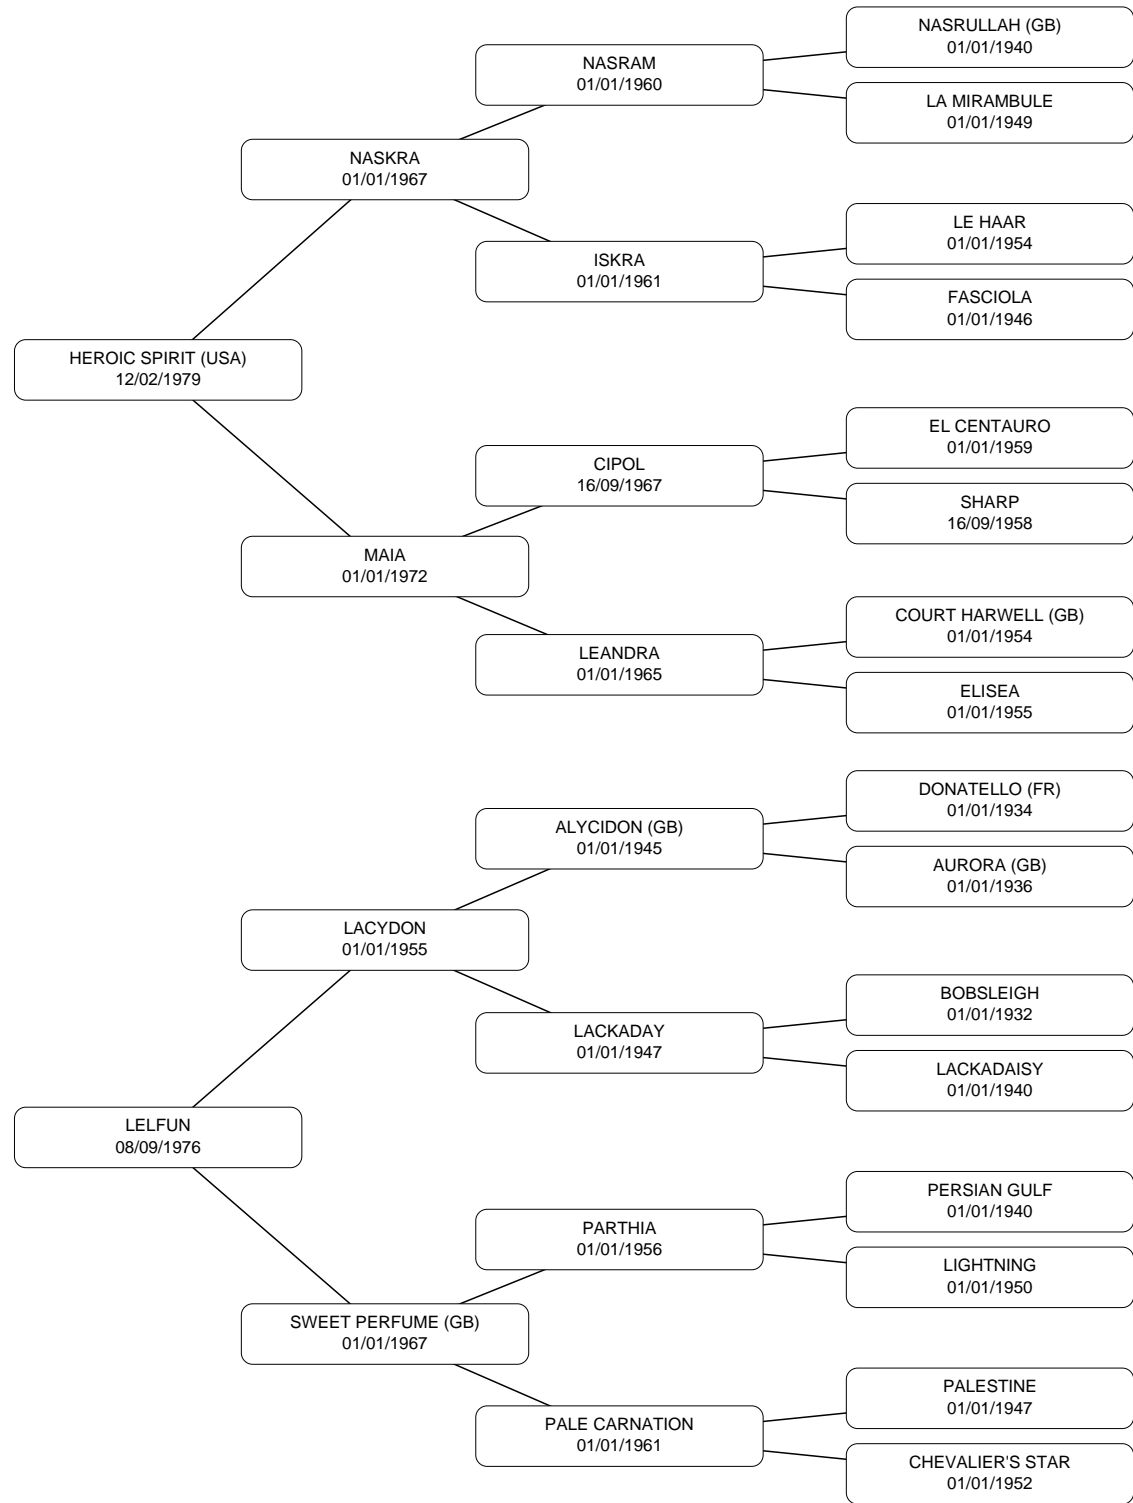 NASRULLAH (GB)
01/01/1940
NASRAM
01/01/1960
LA MIRAMBULE
01/01/1949
NASKRA
01/01/1967
LE HAAR
01/01/1954
ISKRA
01/01/1961
FASCIOLA
01/01/1946
HEROIC SPIRIT (USA)
12/02/1979
EL CENTAURO
01/01/1959
CIPOL
16/09/1967
SHARP
16/09/1958
MAIA
01/01/1972
COURT HARWELL (GB)
01/01/1954
LEANDRA
01/01/1965
ELISEA
01/01/1955
DONATELLO (FR)
01/01/1934
ALYCIDON (GB)
01/01/1945
AURORA (GB)
01/01/1936
LACYDON
01/01/1955
BOBSLEIGH
01/01/1932
LACKADAY
01/01/1947
LACKADAISY
01/01/1940
LELFUN
08/09/1976
PERSIAN GULF
01/01/1940
PARTHIA
01/01/1956
LIGHTNING
01/01/1950
SWEET PERFUME (GB)
01/01/1967
PALESTINE
01/01/1947
PALE CARNATION
01/01/1961
CHEVALIER'S STAR
01/01/1952